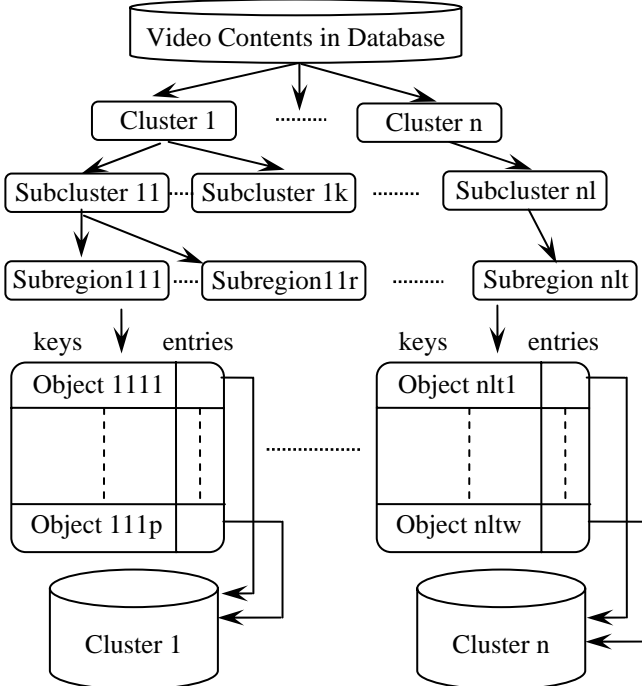 Video Contents in Database
Cluster 1
Cluster n
Subcluster 11
Subcluster 1k
Subcluster nl
Subregion111
Subregion11r
Subregion nlt
keys entries
keys entries
Object 1111
Object nlt1
Object 111p
Object nltw
Cluster 1
Cluster n